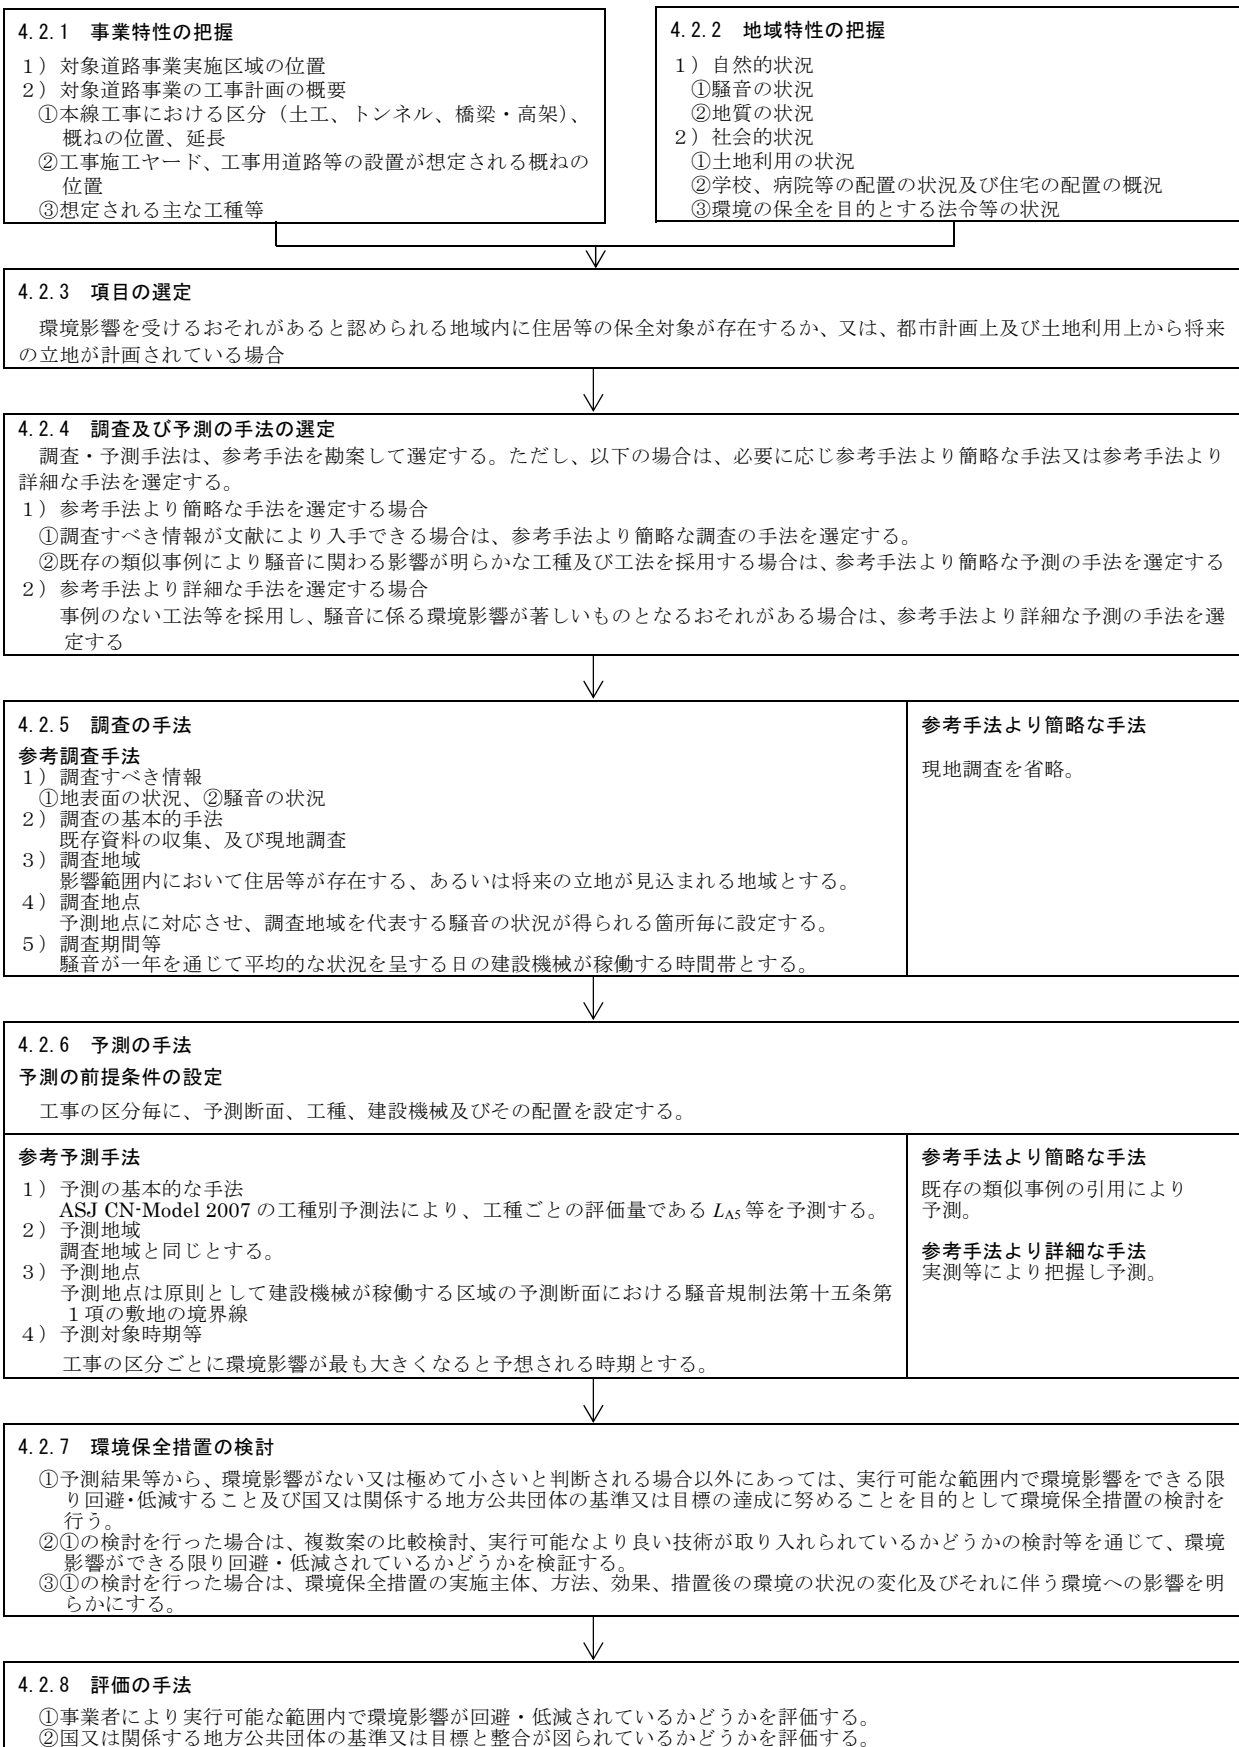 4.2.1 事業特性の把握
１）対象道路事業実施区域の位置
２）対象道路事業の工事計画の概要
①本線工事における区分（土工、トンネル、橋梁・高架）、
概ねの位置、延長
②工事施工ヤード、工事用道路等の設置が想定される概ねの
位置
③想定される主な工種等
4.2.2 地域特性の把握
１）自然的状況
①騒音の状況
②地質の状況
２）社会的状況
①土地利用の状況
②学校、病院等の配置の状況及び住宅の配置の概況
③環境の保全を目的とする法令等の状況
4.2.3 項目の選定
環境影響を受けるおそれがあると認められる地域内に住居等の保全対象が存在するか、又は、都市計画上及び土地利用上から将来
の立地が計画されている場合
4.2.4 調査及び予測の手法の選定
調査・予測手法は、参考手法を勘案して選定する。ただし、以下の場合は、必要に応じ参考手法より簡略な手法又は参考手法より
詳細な手法を選定する。
１）参考手法より簡略な手法を選定する場合
①調査すべき情報が文献により入手できる場合は、参考手法より簡略な調査の手法を選定する。
②既存の類似事例により騒音に関わる影響が明らかな工種及び工法を採用する場合は、参考手法より簡略な予測の手法を選定する
２）参考手法より詳細な手法を選定する場合
事例のない工法等を採用し、騒音に係る環境影響が著しいものとなるおそれがある場合は、参考手法より詳細な予測の手法を選
定する
4.2.5 調査の手法
参考調査手法
１）調査すべき情報
①地表面の状況、②騒音の状況
２）調査の基本的手法
既存資料の収集、及び現地調査
３）調査地域
影響範囲内において住居等が存在する、あるいは将来の立地が見込まれる地域とする。
４）調査地点
予測地点に対応させ、調査地域を代表する騒音の状況が得られる箇所毎に設定する。
５）調査期間等
騒音が一年を通じて平均的な状況を呈する日の建設機械が稼働する時間帯とする。
参考手法より簡略な手法
現地調査を省略。
4.2.6 予測の手法
予測の前提条件の設定
工事の区分毎に、予測断面、工種、建設機械及びその配置を設定する。
参考予測手法
１）予測の基本的な手法
ASJ CN-Model 2007 の工種別予測法により、工種ごとの評価量である LA5 等を予測する。
２）予測地域
調査地域と同じとする。
３）予測地点
予測地点は原則として建設機械が稼働する区域の予測断面における騒音規制法第十五条第
１項の敷地の境界線
４）予測対象時期等
工事の区分ごとに環境影響が最も大きくなると予想される時期とする。
参考手法より簡略な手法
既存の類似事例の引用により
予測。
参考手法より詳細な手法
実測等により把握し予測。
4.2.7 環境保全措置の検討
①予測結果等から、環境影響がない又は極めて小さいと判断される場合以外にあっては、実行可能な範囲内で環境影響をできる限
り回避・低減すること及び国又は関係する地方公共団体の基準又は目標の達成に努めることを目的として環境保全措置の検討を
行う。
②①の検討を行った場合は、複数案の比較検討、実行可能なより良い技術が取り入れられているかどうかの検討等を通じて、環境
影響ができる限り回避・低減されているかどうかを検証する。
③①の検討を行った場合は、環境保全措置の実施主体、方法、効果、措置後の環境の状況の変化及びそれに伴う環境への影響を明
らかにする。
4.2.8 評価の手法
①事業者により実行可能な範囲内で環境影響が回避・低減されているかどうかを評価する。
②国又は関係する地方公共団体の基準又は目標と整合が図られているかどうかを評価する。